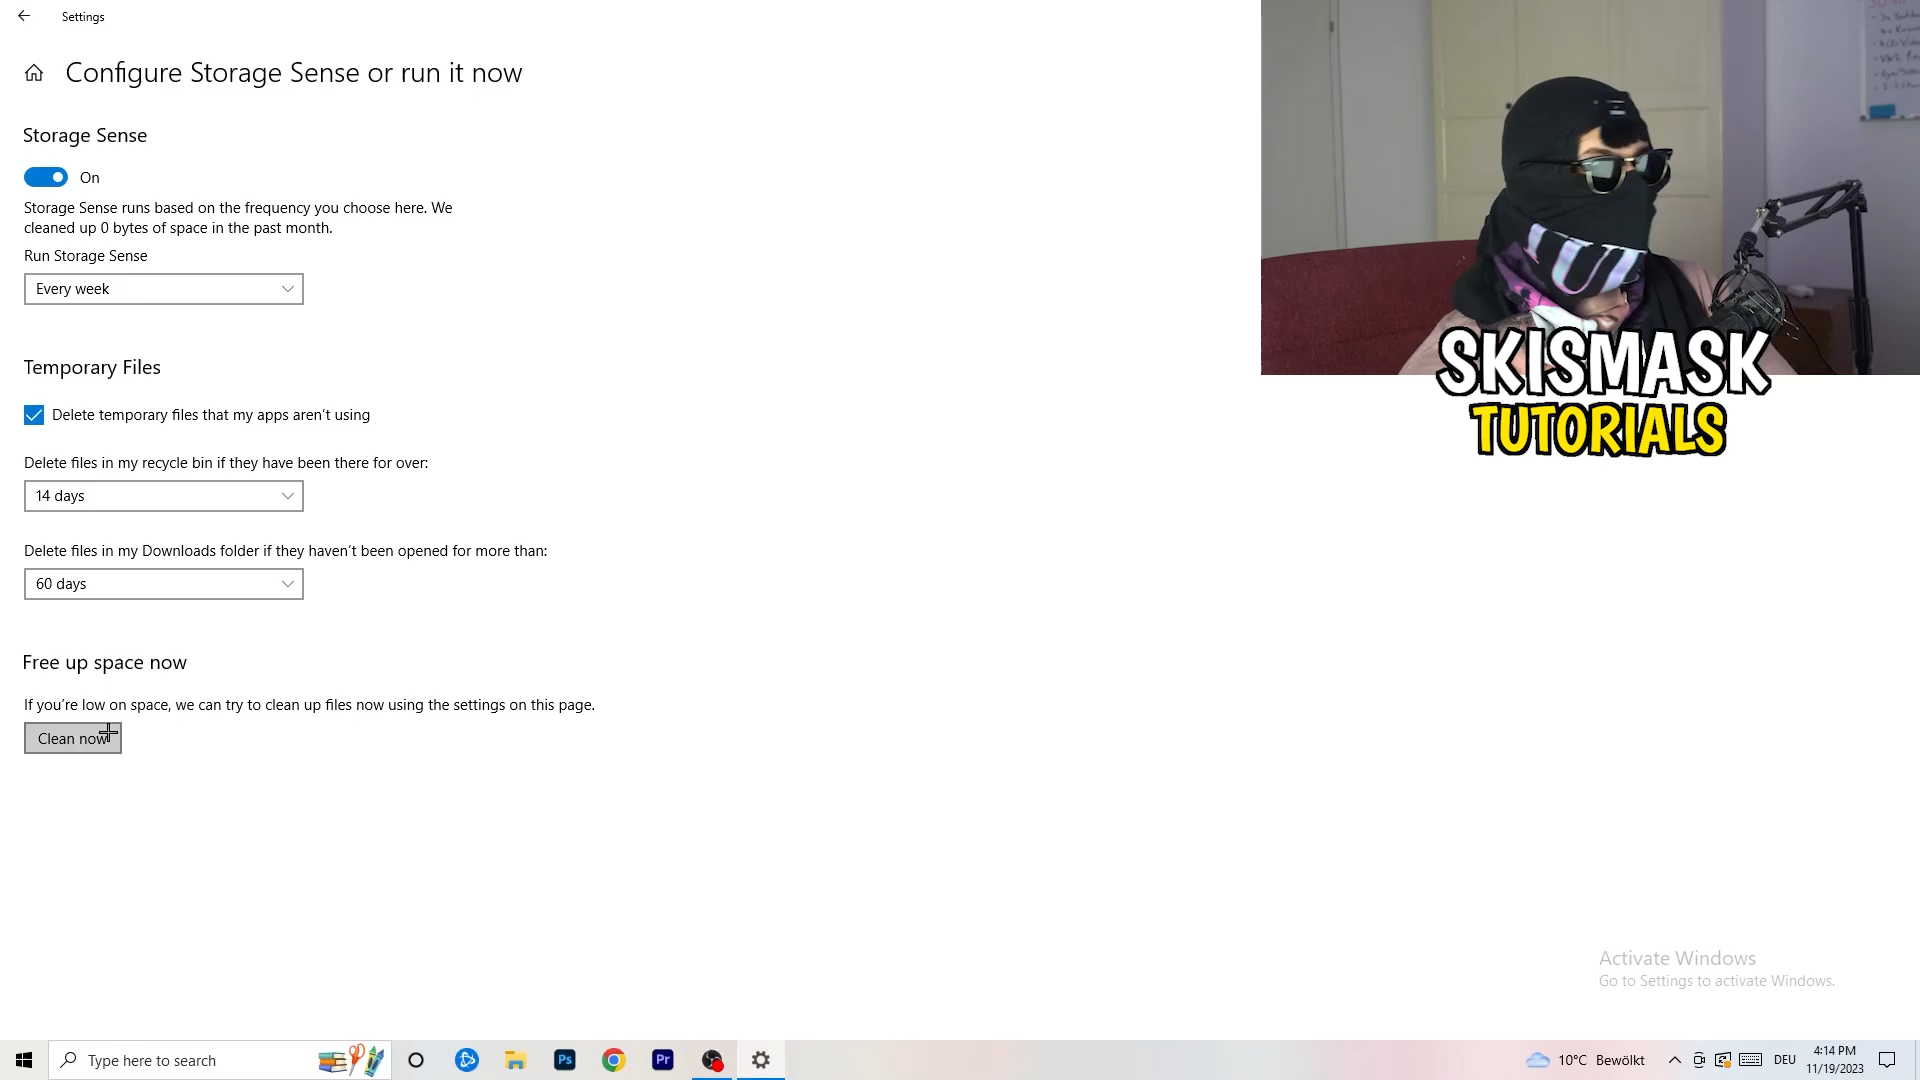 Settings
Configure Storage Sense or run it now
Storage Sense
On
Storage Sense runs based on the frequency you choose here. We
cleaned up 0 bytes of space in the past month.
Run Storage Sense
Every week
Temporary Files
Delete temporary files that my apps aren't using
Delete files in my recycle bin if they have been there for over:
14 days
Delete files in my Downloads folder if they haven't been opened for more than:
60 days
Free up space now
If you're low on space, we can try to clean up files now using the settings on this page.
Clean now
SKISMASK
TUTORIALS
Activate Windows
Go to Settings to activate Windows.
Type here to search
Ps
Pr
10°C Bewölkt
DEU
4:14 PM
11/19/2023